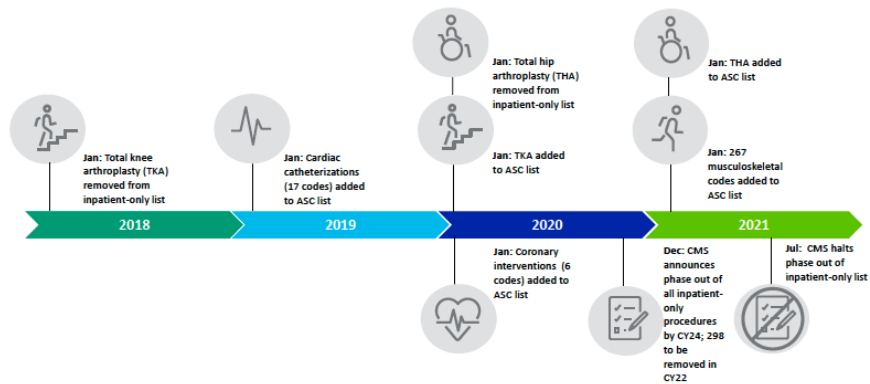 Jan: Total knee
arthroplasty (TKA)
removed from
inpatient-only list
Jan: Cardiac
catheterizations
(17 codes) added
to ASC list
Jan: Total hip
arthroplasty (THA)
removed from
inpatient-only list
Jan: TKA added
to ASC list
Jan: THA added
to ASC list
Jan: 267
musculoskeletal
codes added to
ASC list
2018
2019
2020
2021
Jan: Coronary
interventions (6
codes) added to
ASC list
Dec: CMS
announces
phase out of
all inpatient-
only
procedures
by CY24; 298
to be
removed in
CY22
Jul: CMS halts
phase out of
inpatient-only list